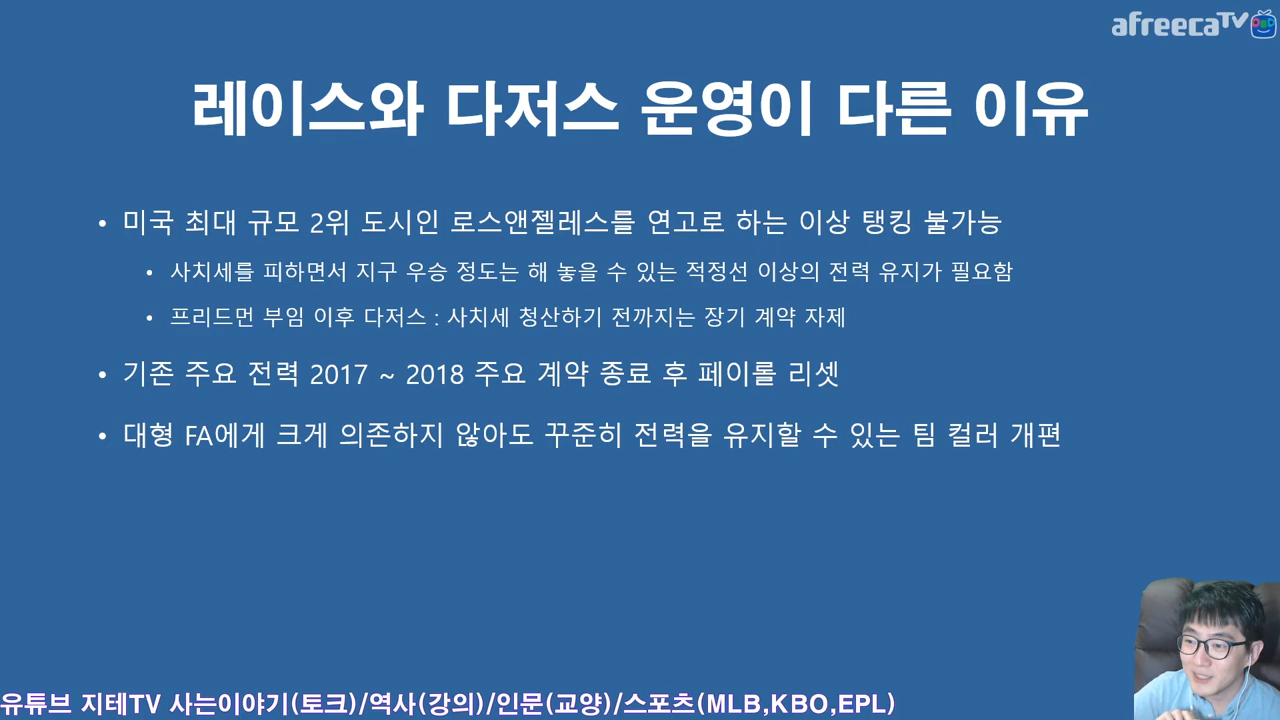 afreecaTV
레이스와 다저스 운영이 다른 이유
• 미국 최대 규모 2위 도시인 로스앤젤레스를 연고로 하는 이상 탱킹 불가능
• 사치세를 피하면서 지구 우승 정도는 해 놓을 수 있는 적정선 이상의 전력 유지가 필요함
• 프리드먼 부임 이후 다저스 : 사치세 청산하기 전까지는 장기 계약 자제
• 기존 주요 전력 2017 ~ 2018 주요 계약 종료 후 페이롤 리셋
• 대형 FA에게 크게 의존하지 않아도 꾸준히 전력을 유지할 수 있는 팀 컬러 개편
유튜브 지테TV 사는이야기(토크)/역사(강의)/인문(교양)/스포츠(MLB,KBO,EPL)